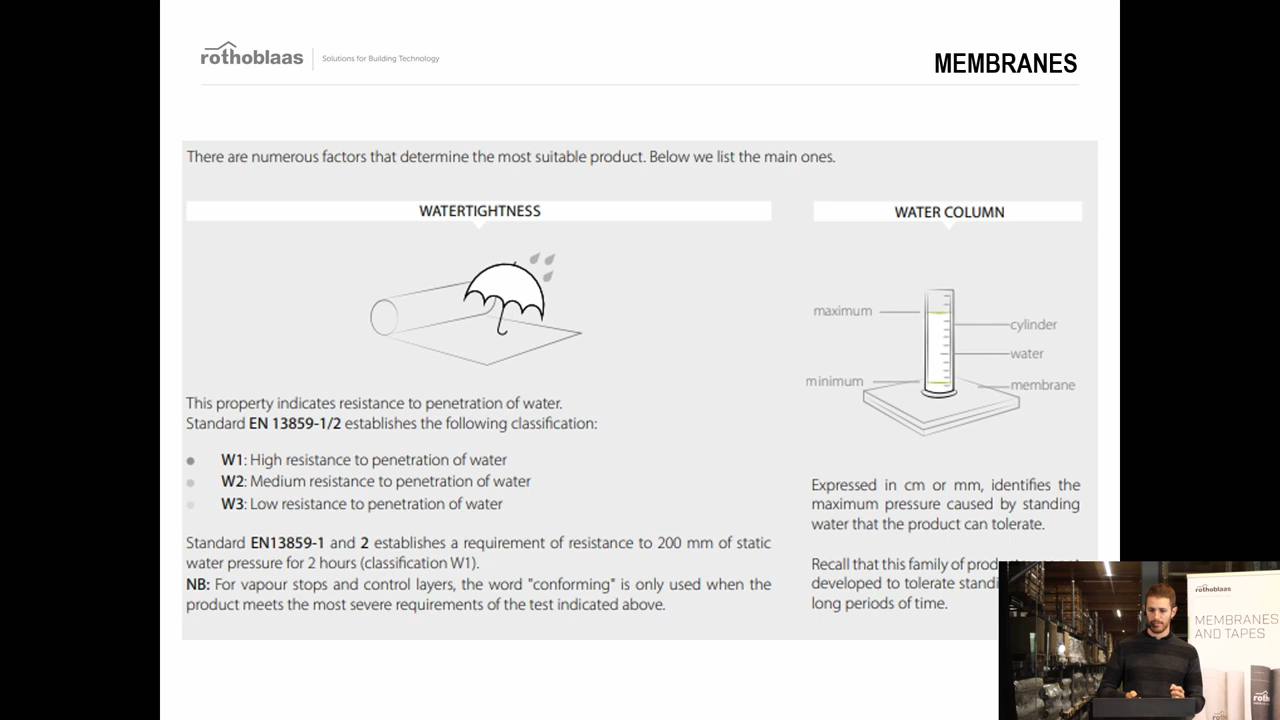 rothoblaas
Solutions for Building Technology
MEMBRANES
There are numerous factors that determine the most suitable product. Below we list the main ones.
WATERTIGHTNESS
This property indicates resistance to penetration of water.
Standard EN 13859-1/2 establishes the following classification:
W1: High resistance to penetration of water
W2: Medium resistance to penetration of water
W3: Low resistance to penetration of water
Standard EN13859-1 and 2 establishes a requirement of resistance to 200 mm of static
water pressure for 2 hours (classification W1).
NB: For vapour stops and control layers, the word "conforming" is only used when the
product meets the most severe requirements of the test indicated above.
WATER COLUMN
maximum
cylinder
water
minimum
membrane
Expressed in cm or mm, identifies the
maximum pressure caused by standing
water that the product can tolerate.
Recall that this family of
developed to tolerate
long periods of time.
rothoblaas
MEMBRANES
AND TAPES